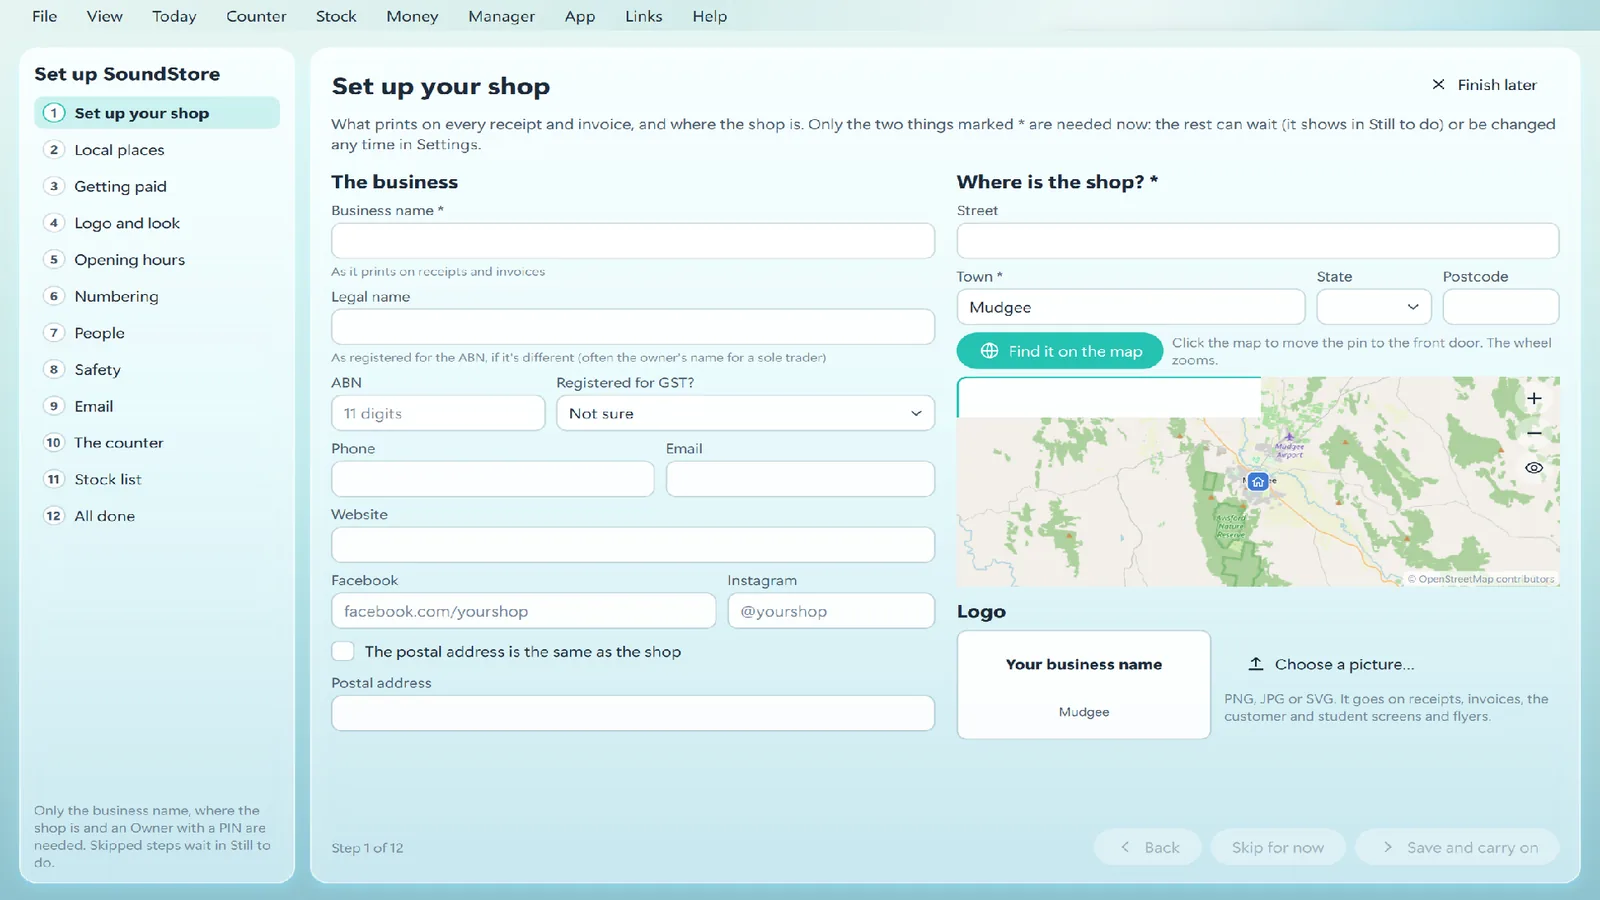 File View Today Counter Stock Money Manager App Links Help
Set up SoundStore
1 Set up your shop
2 Local places
3 Getting paid
4 Logo and look
5 Opening hours
6 Numbering
7 People
8 Safety
9 Email
10 The counter
11 Stock list
12 All done
Only the business name, where the
shop is and an Owner with a PIN are
needed. Skipped steps wait in Still to
do.
Set up your shop
Finish later
What prints on every receipt and invoice, and where the shop is. Only the two things marked * are needed now: the rest can wait (it shows in Still to do) or be changed
any time in Settings.
The business
Business name *
As it prints on receipts and invoices
Legal name
As registered for the ABN, if it's different (often the owner's name for a sole trader)
ABN Registered for GST?
11 digits Not sure
Phone Email
Website
Facebook Instagram
facebook.com/yourshop @yourshop
The postal address is the same as the shop
Postal address
Where is the shop? *
Street
Town * State Postcode
Mudgee
Find it on the map
Click the map to move the pin to the front door. The wheel
zooms.
Mudgee
Airport
Nature
Reserve
© OpenStreetMap contributors
Logo
Your business name
Mudgee
Choose a picture...
PNG, JPG or SVG. It goes on receipts, invoices, the
customer and student screens and flyers.
Step 1 of 12
Back Skip for now Save and carry on